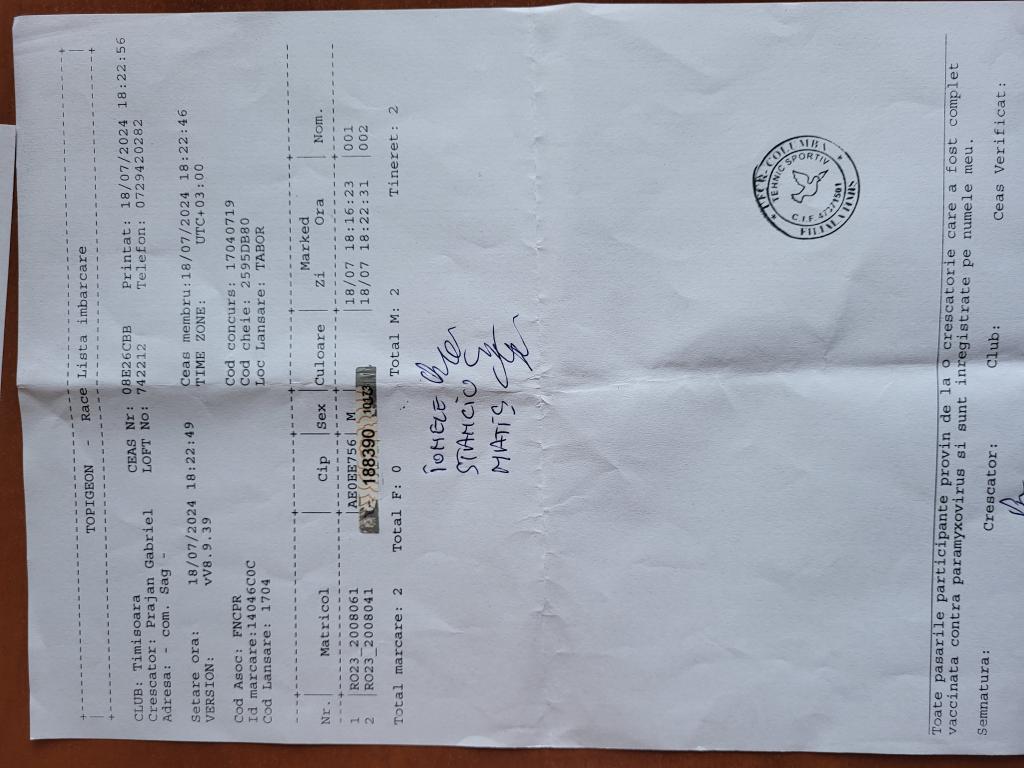 TOPIGEON - Race Lista imbarcare
CLUB: Timisoara CEAS Nr: 08E26CBB Printat: 18/07/2024 18:22:56
Crescator: Prajan Gabriel LOFT No: 742212 Telefon: 0729420282
Adresa: - com. Sag -
Setare ora: 18/07/2024 18:22:49 Ceas membru:18/07/2024 18:22:46
VERSION: vV8.9.39 TIME ZONE: UTC+03:00
Cod Asoc: FNCPR Cod concurs: 17040719
Id marcare:14046C0C Cod cheie: 2595DB80
Cod Lansare: 1704 Loc Lansare: TABOR
Marked
Nr.| Matricol | Cip |Sex |Culoare | Zi Ora | Nom.
1 |RO23_2008061 AE0EE756 M |18/07 18:16:23 |001
2 |RO23_2008041 188390 |18/07 18:22:31 |002
Total marcare: 2 Total F: 0 Total M: 2 Tineret: 2
IONELE
STANCIU
MATIS
COLUMBA
TEHNIC SPORTIV
C.I.F. 47371501
FILIALA TIMIS
Toate pasarile participante provin de la o crescatorie care a fost complet
vaccinata contra paramyxovirus si sunt inregistrate pe numele meu.
Semnatura: Crescator: Club: Ceas Verificat: